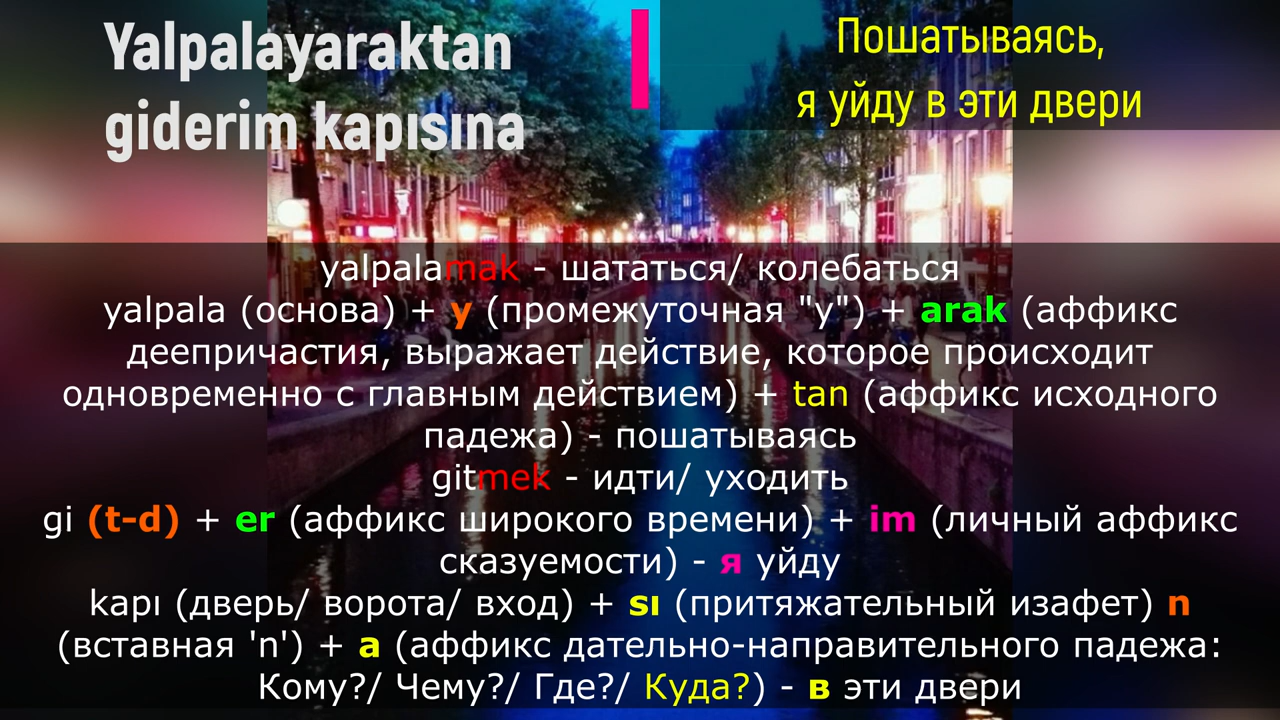 Yalpalayaraktan
giderim kapısına
Пошатываясь,
я уйду в эти двери
yalpalamak - шататься/ колебаться
yalpala (основа) + y (промежуточная "y") + arak (аффикс
деепричастия, выражает действие, которое происходит
одновременно с главным действием) + tan (аффикс исходного
падежа) - пошатываясь
gitmek - идти/ уходить
gi (t-d) + er (аффикс широкого времени) + im (личный аффикс
сказуемости) - я уйду
kapı (дверь/ ворота/ вход) + sı (притяжательный изафет) n
(вставная 'n') + a (аффикс дательно-направительного падежа:
Кому?/ Чему?/ Где?/ Куда?) - в эти двери